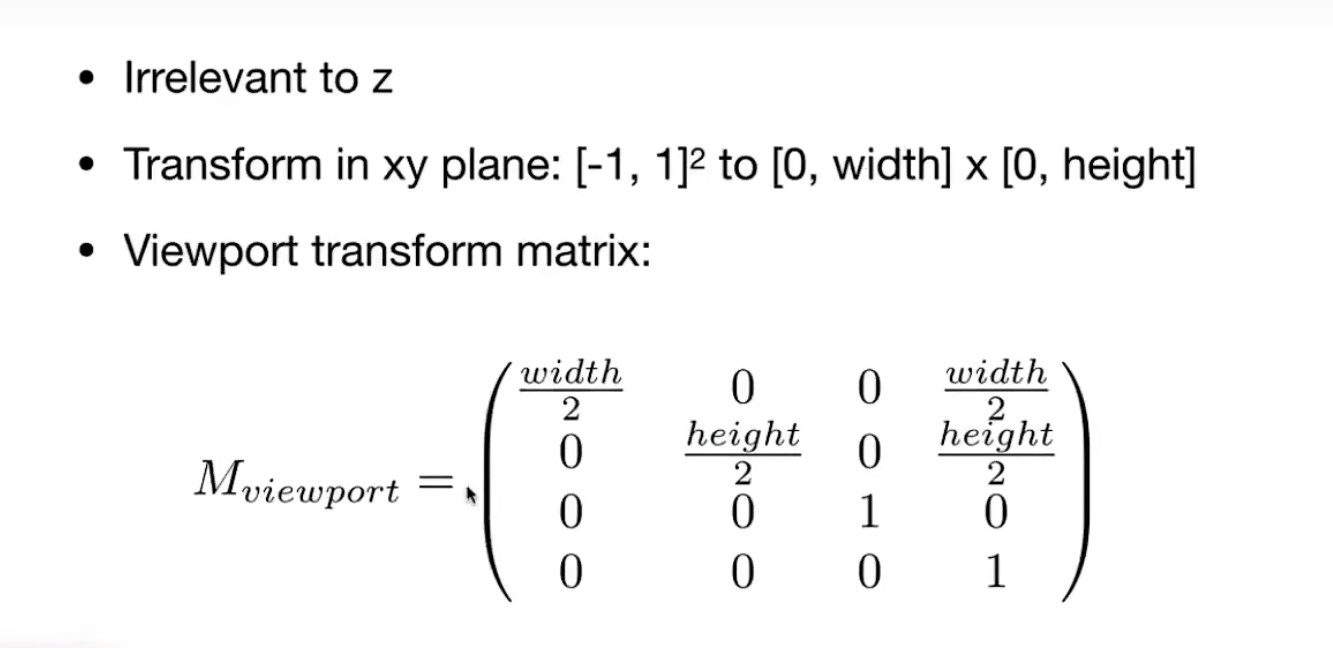 • Irrelevant to z
• Transform in xy plane: [-1, 1]² to [0, width] x [0, height]
• Viewport transform matrix:
$M_{viewport} = \begin{pmatrix} \frac{width}{2} & 0 & 0 & \frac{width}{2} \\ 0 & \frac{height}{2} & 0 & \frac{height}{2} \\ 0 & 0 & 1 & 0 \\ 0 & 0 & 0 & 1 \end{pmatrix}$